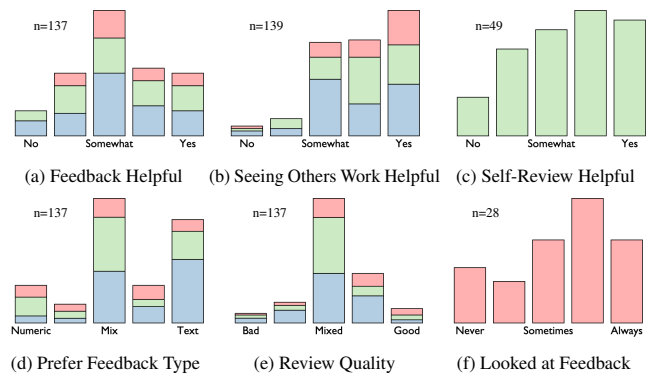 n=137
No Somewhat Yes
(a) Feedback Helpful
n=139
No Somewhat Yes
(b) Seeing Others Work Helpful
n=49
No Somewhat Yes
(c) Self-Review Helpful
n=137
Numeric Mix Text
(d) Prefer Feedback Type
n=137
Bad Mixed Good
(e) Review Quality
n=28
Never Sometimes Always
(f) Looked at Feedback